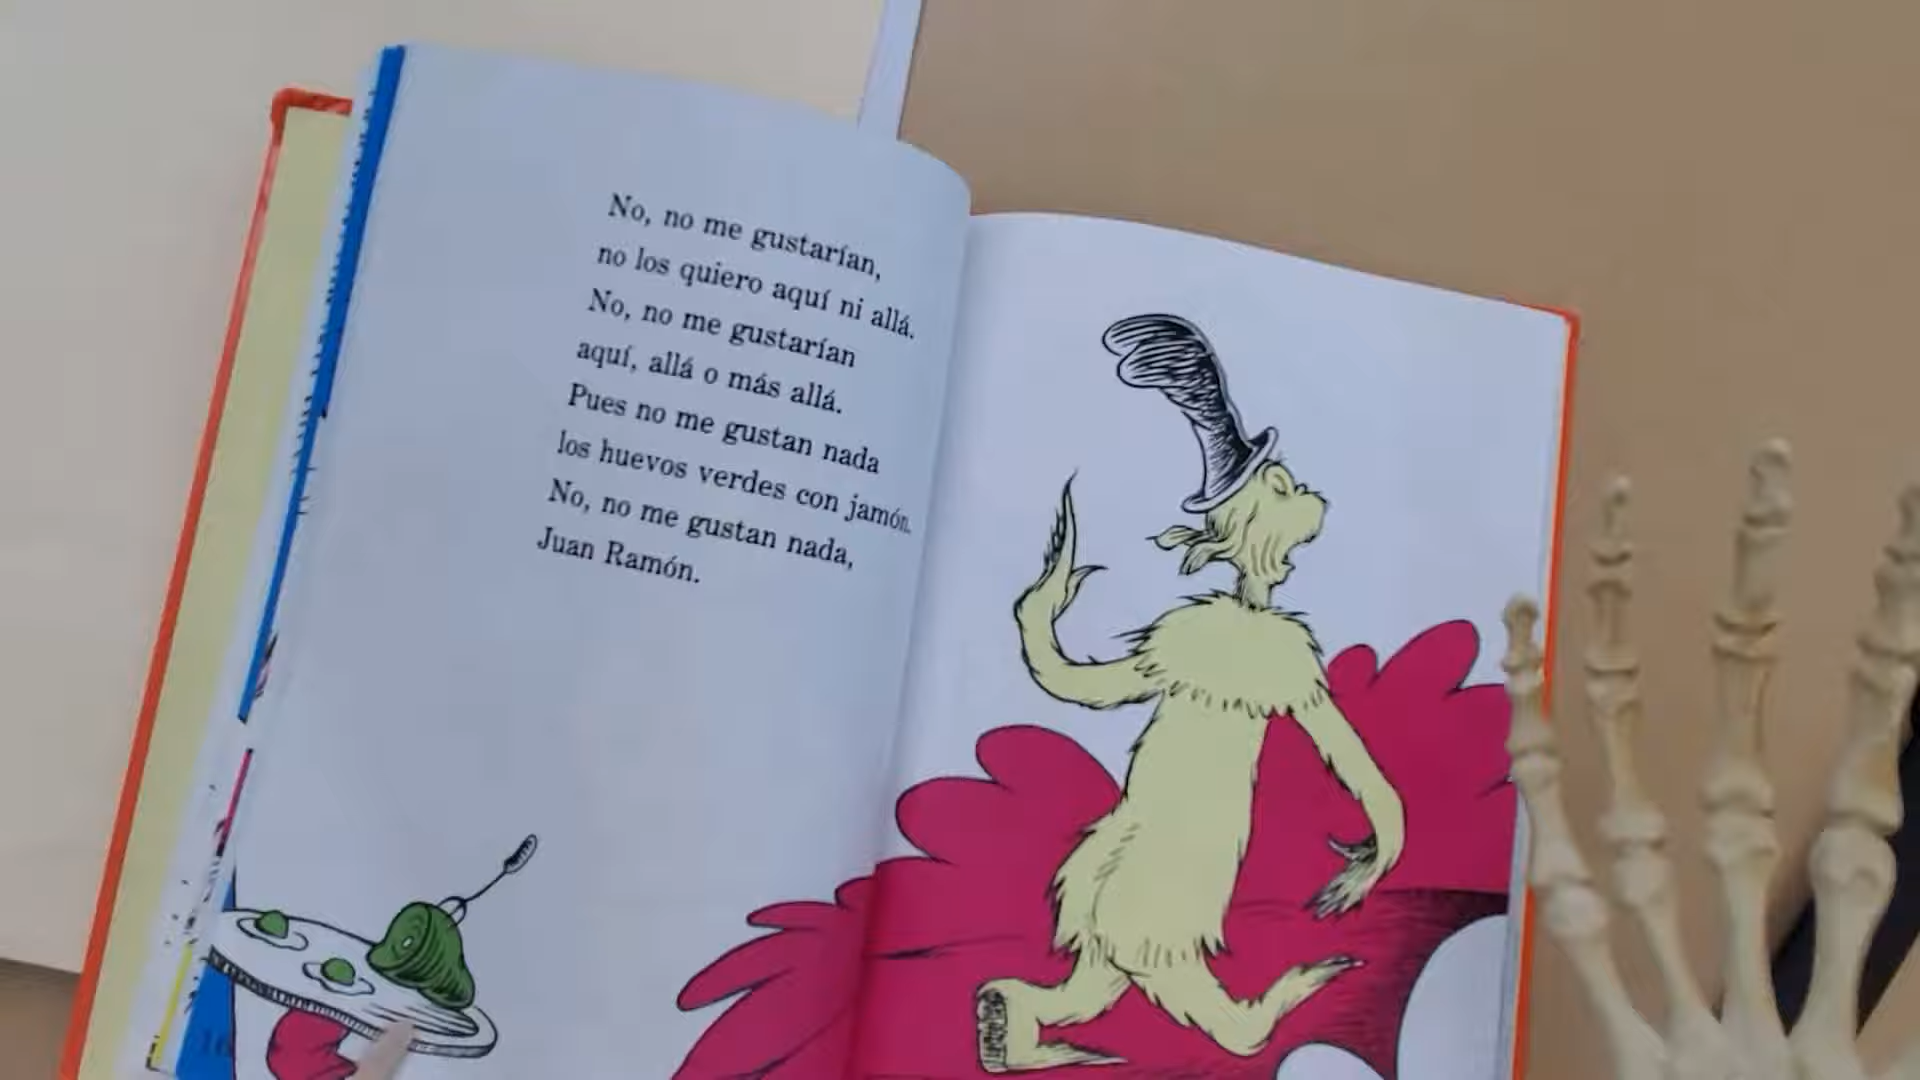 No, no me gustarían,
no los quiero aquí ni allá.
No, no me gustarían
aquí, allá o más allá.
Pues no me gustan nada
los huevos verdes con jamón.
No, no me gustan nada,
Juan Ramón.
16